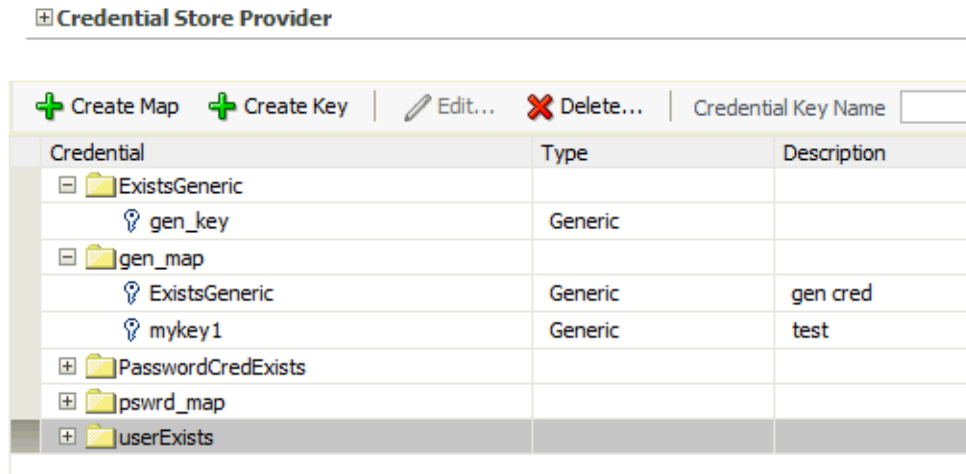 Credential Store Provider
Create Map Create Key Edit... Delete... Credential Key Name
Credential Type Description
ExistsGeneric
gen_key Generic
gen_map
ExistsGeneric Generic gen cred
mykey1 Generic test
PasswordCredExists
pswrd_map
userExists